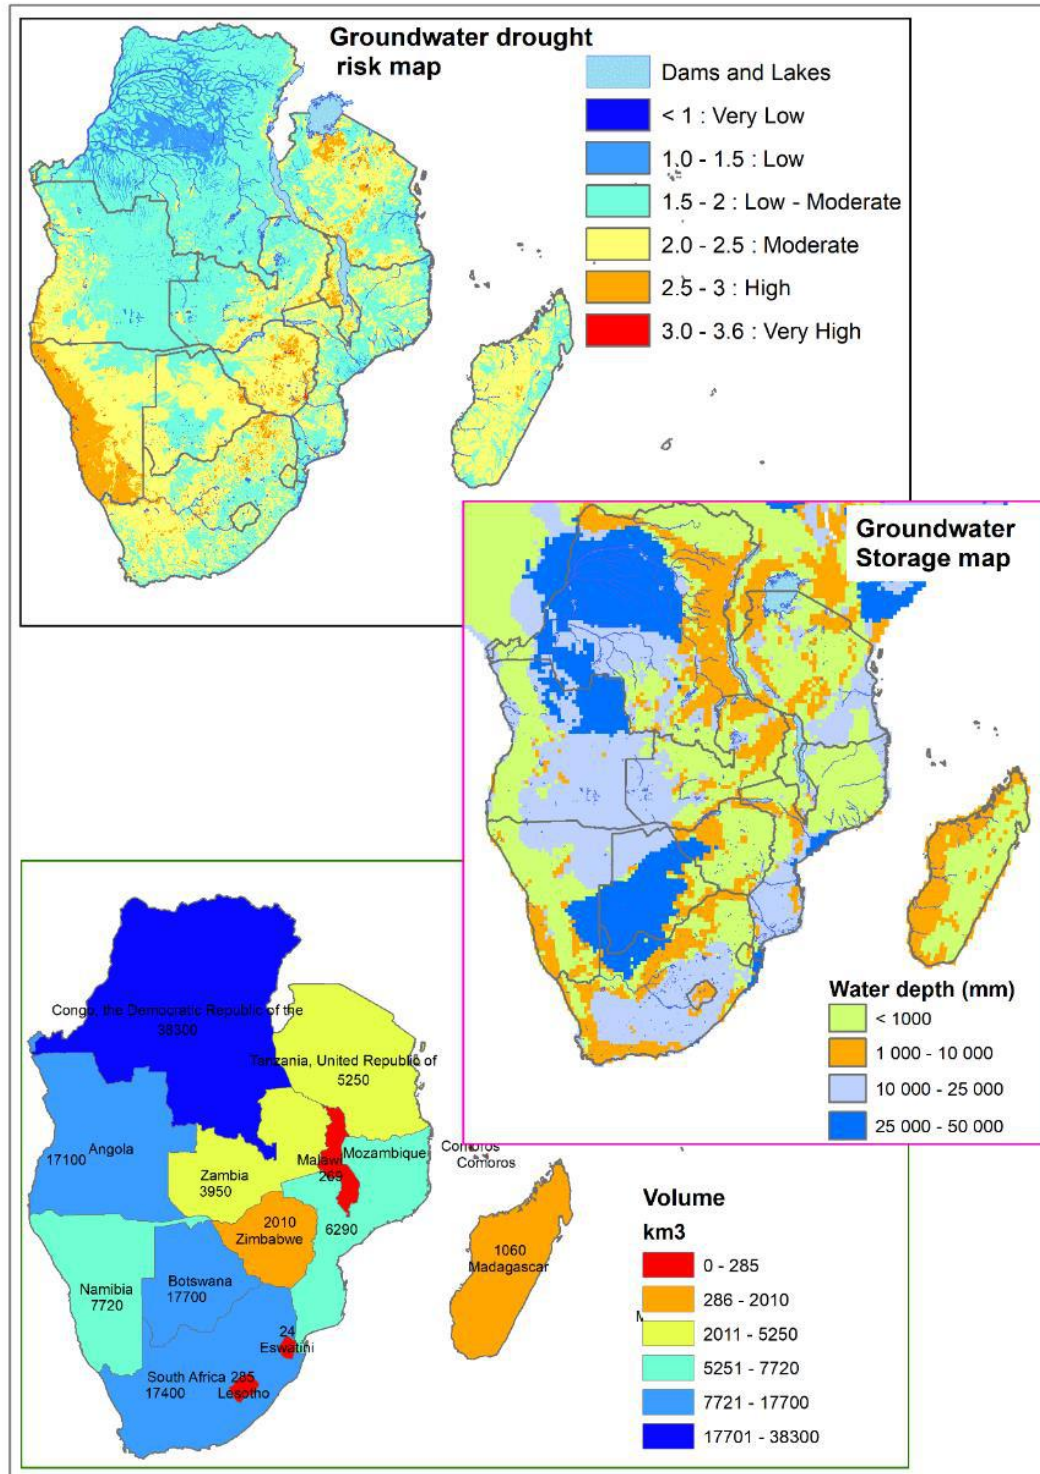 Groundwater drought
risk map
Dams and Lakes
< 1 : Very Low
1.0 - 1.5 : Low
1.5 - 2 : Low - Moderate
2.0 - 2.5 : Moderate
2.5 - 3 : High
3.0 - 3.6 : Very High
Groundwater
Storage map
Water depth (mm)
< 1000
1 000 - 10 000
10 000 - 25 000
25 000 - 50 000
Congo, the Democratic Republic of the
38300
Tanzania, United Republic of
5250
Angola
17100
Zambia
3950
Malawi
269
Mozambique
6290
Comoros
Comoros
2010
Zimbabwe
1060
Madagascar
Namibia
7720
Botswana
17700
24
Eswatini
South Africa 285
17400 Lesotho
Volume
km3
0 - 285
286 - 2010
2011 - 5250
5251 - 7720
7721 - 17700
17701 - 38300